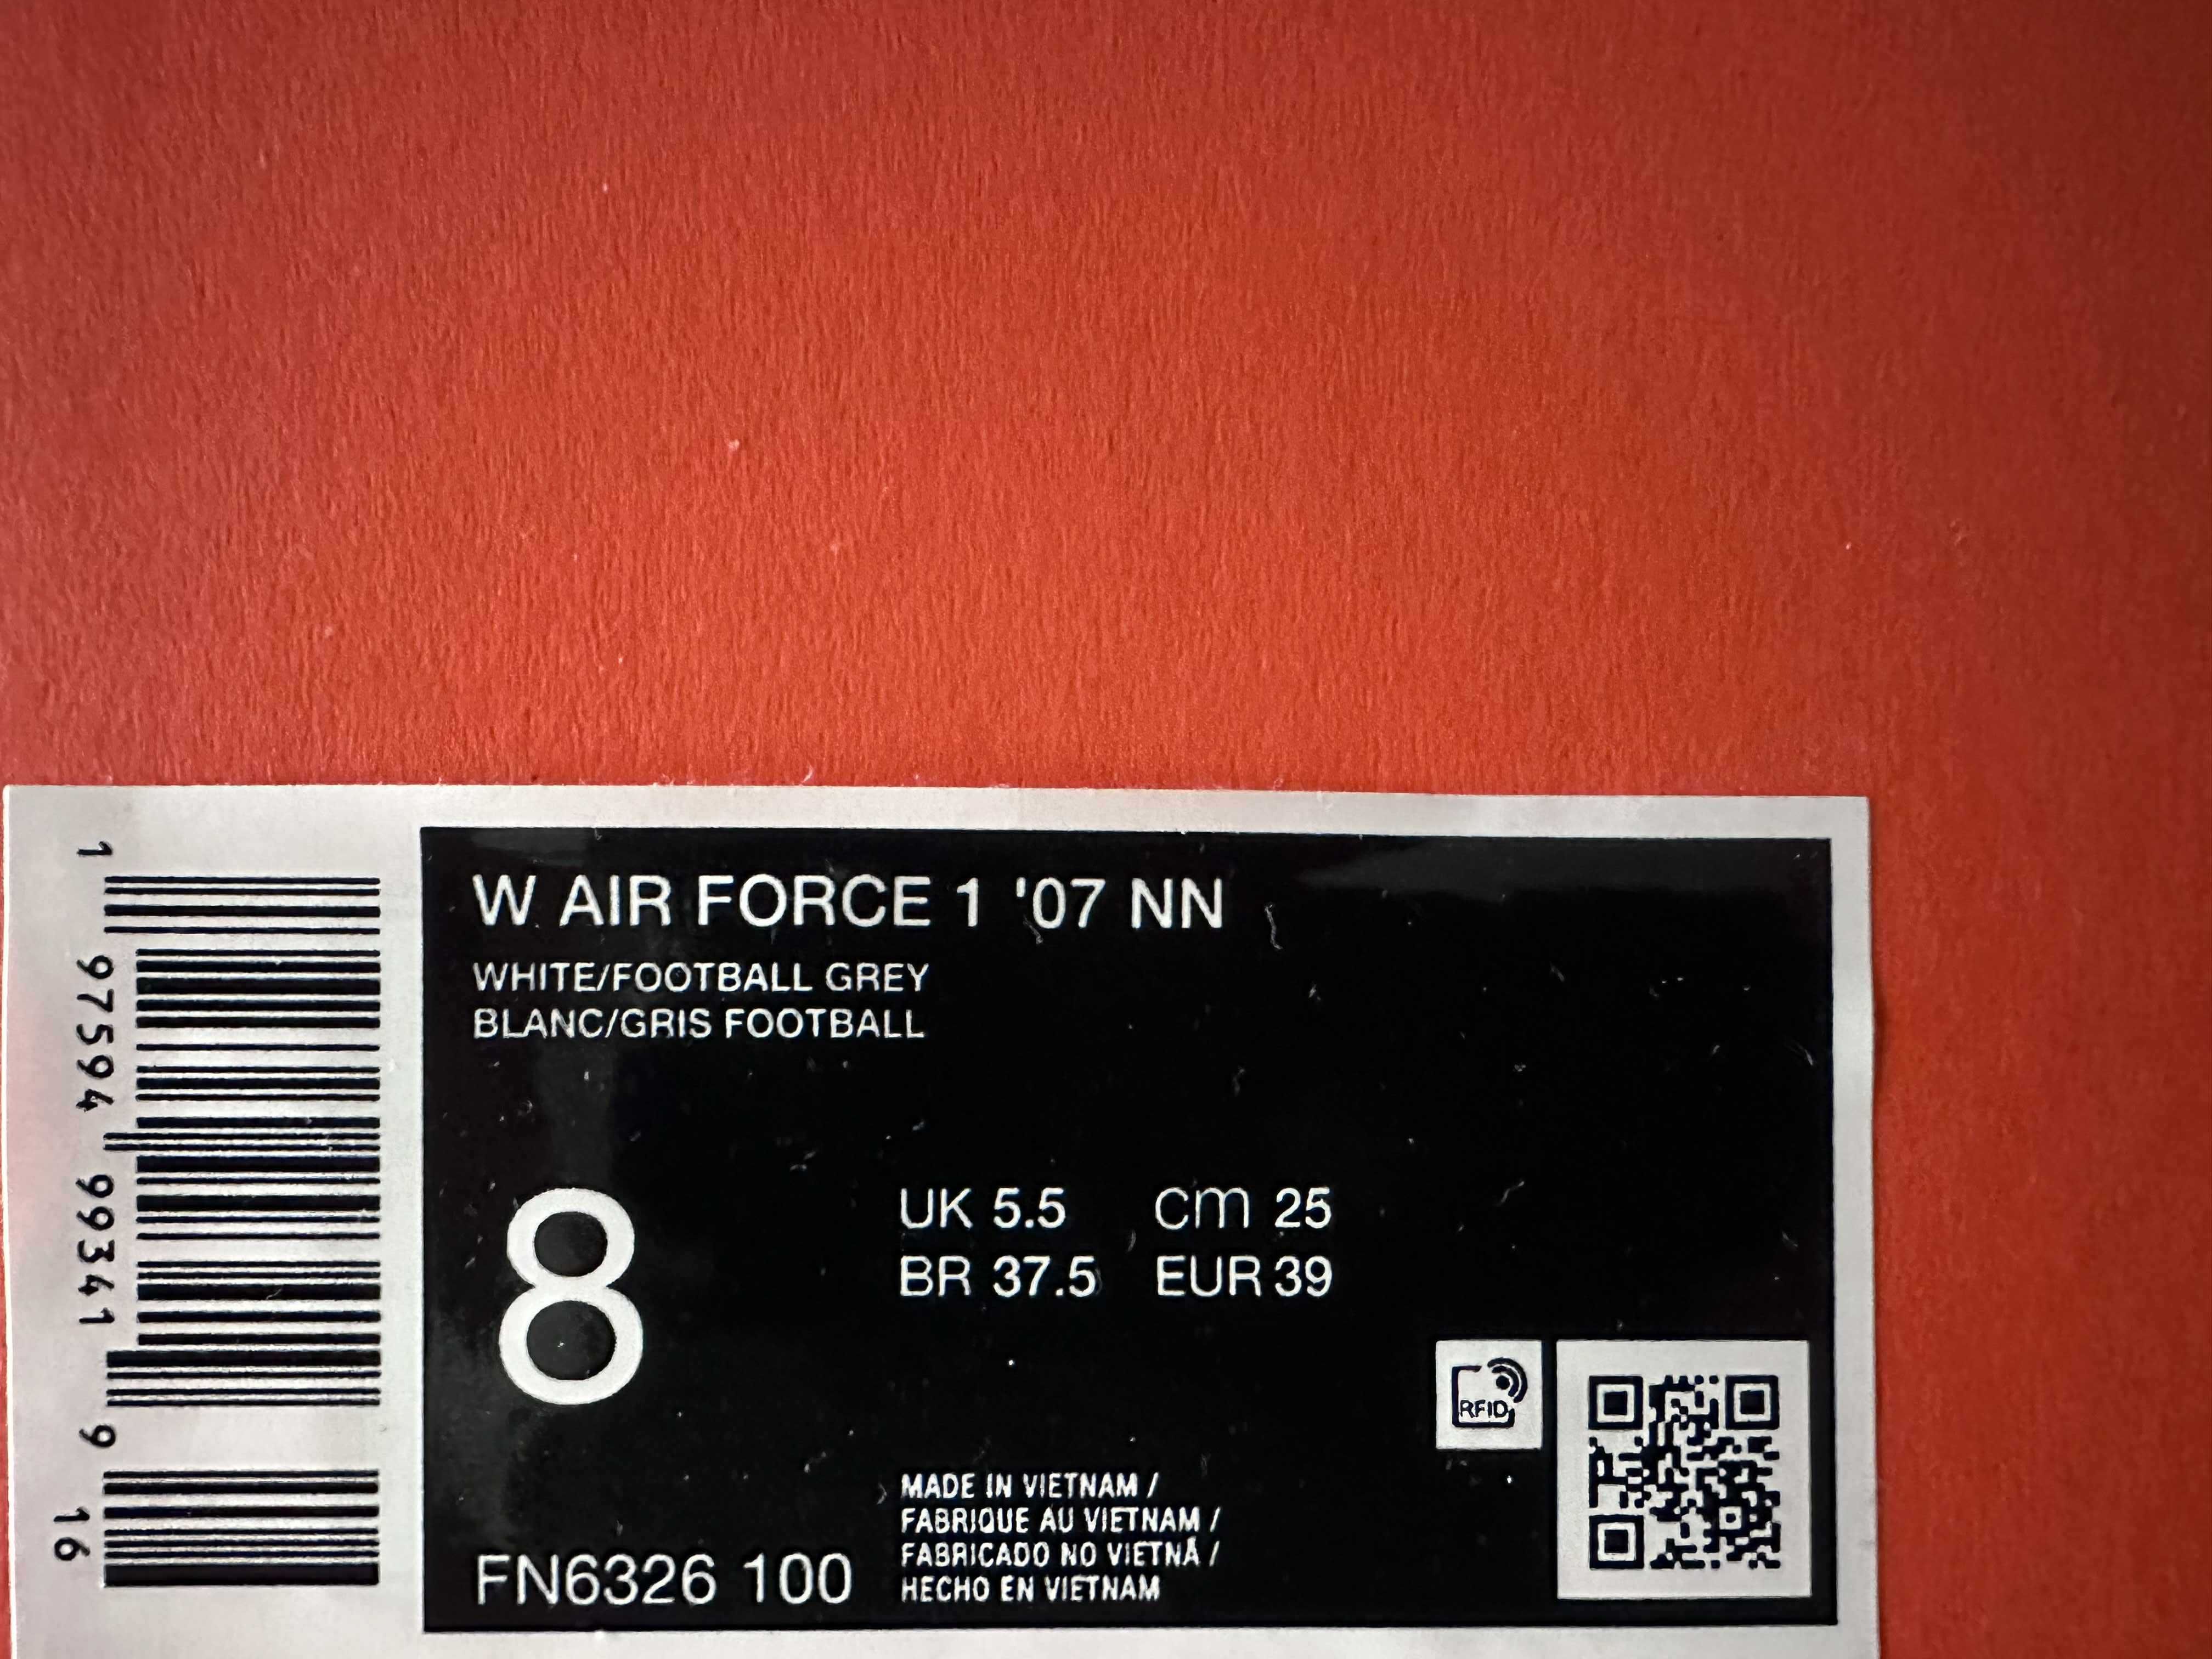 W AIR FORCE 1 '07 NN
WHITE/FOOTBALL GREY
BLANC/GRIS FOOTBALL
8
UK 5.5 cm 25
BR 37.5 EUR 39
RFID
MADE IN VIETNAM /
FABRIQUE AU VIETNAM /
FABRICADO NO VIETNÃ /
HECHO EN VIETNAM
FN6326 100
1 97594 99341 9 16